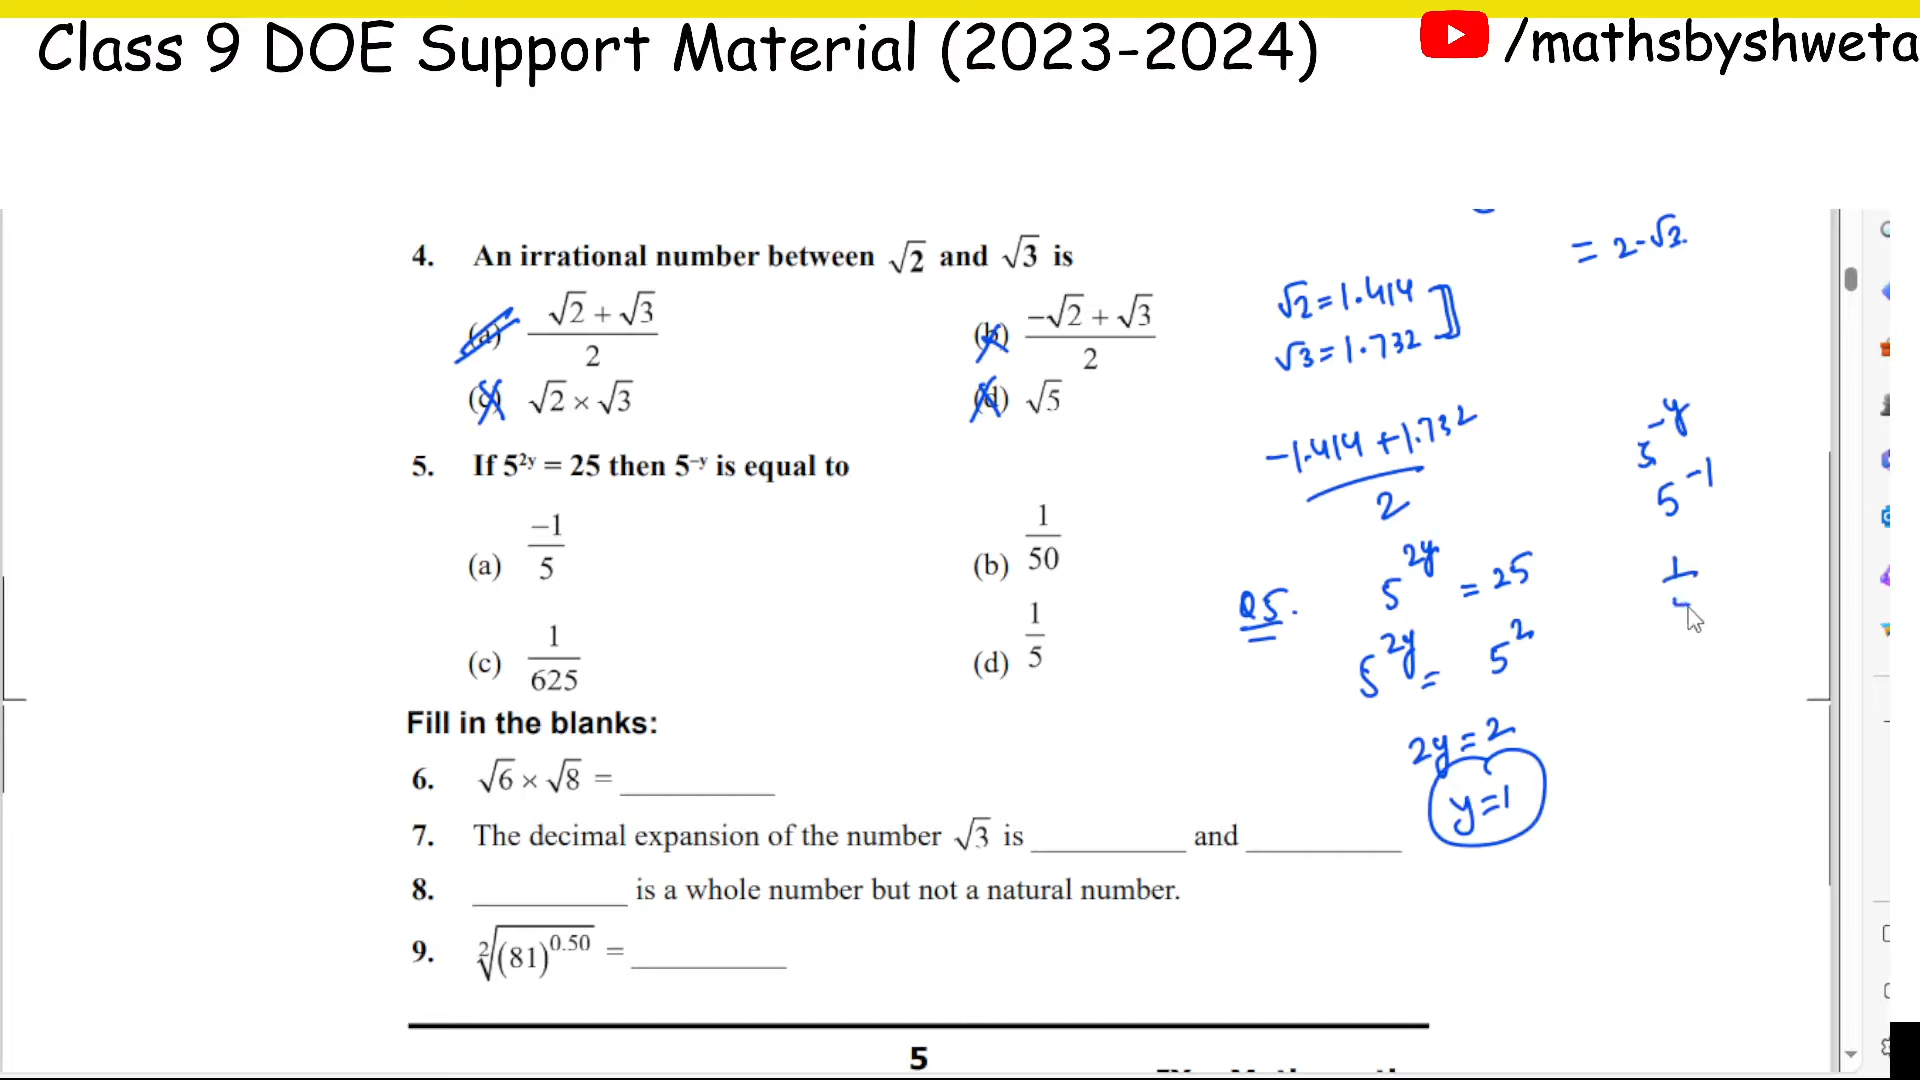 Class 9 DOE Support Material (2023-2024)
/mathsbyshweta
4. An irrational number between √2 and √3 is
(a) (√2 + √3)/2
(b) (−√2 + √3)/2
(c) √2 × √3
(d) √5
5. If 5^2y = 25 then 5^−y is equal to
(a) −1/5
(b) 1/50
(c) 1/625
(d) 1/5
Fill in the blanks:
6. √6 × √8 = __________
7. The decimal expansion of the number √3 is __________ and __________
8. __________ is a whole number but not a natural number.
9. ²√(81)^0.50 = __________
5
= 2-√2
√2 = 1.414
√3 = 1.732
(−1.414 + 1.732)/2
Q5.
5^2y = 25
5^2y = 5^2
2y = 2
y = 1
5^−y
5^−1
1